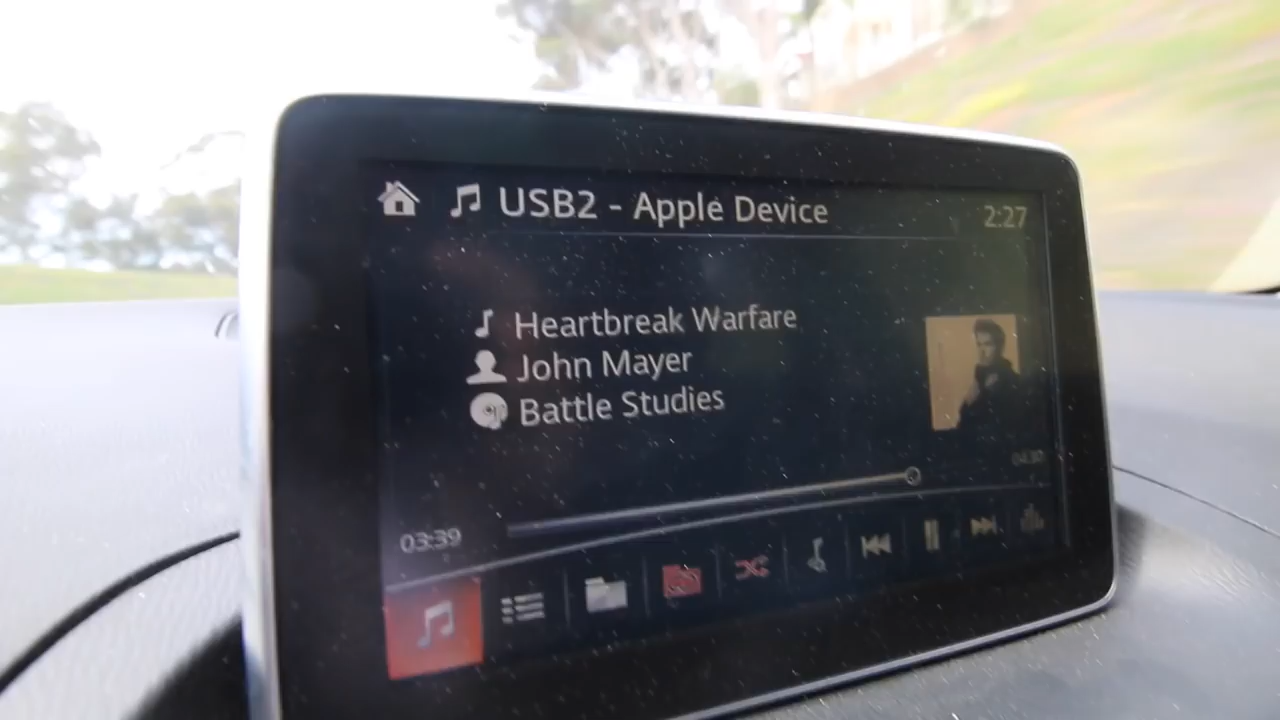 USB2 - Apple Device
2:27
Heartbreak Warfare
John Mayer
Battle Studies
03:39